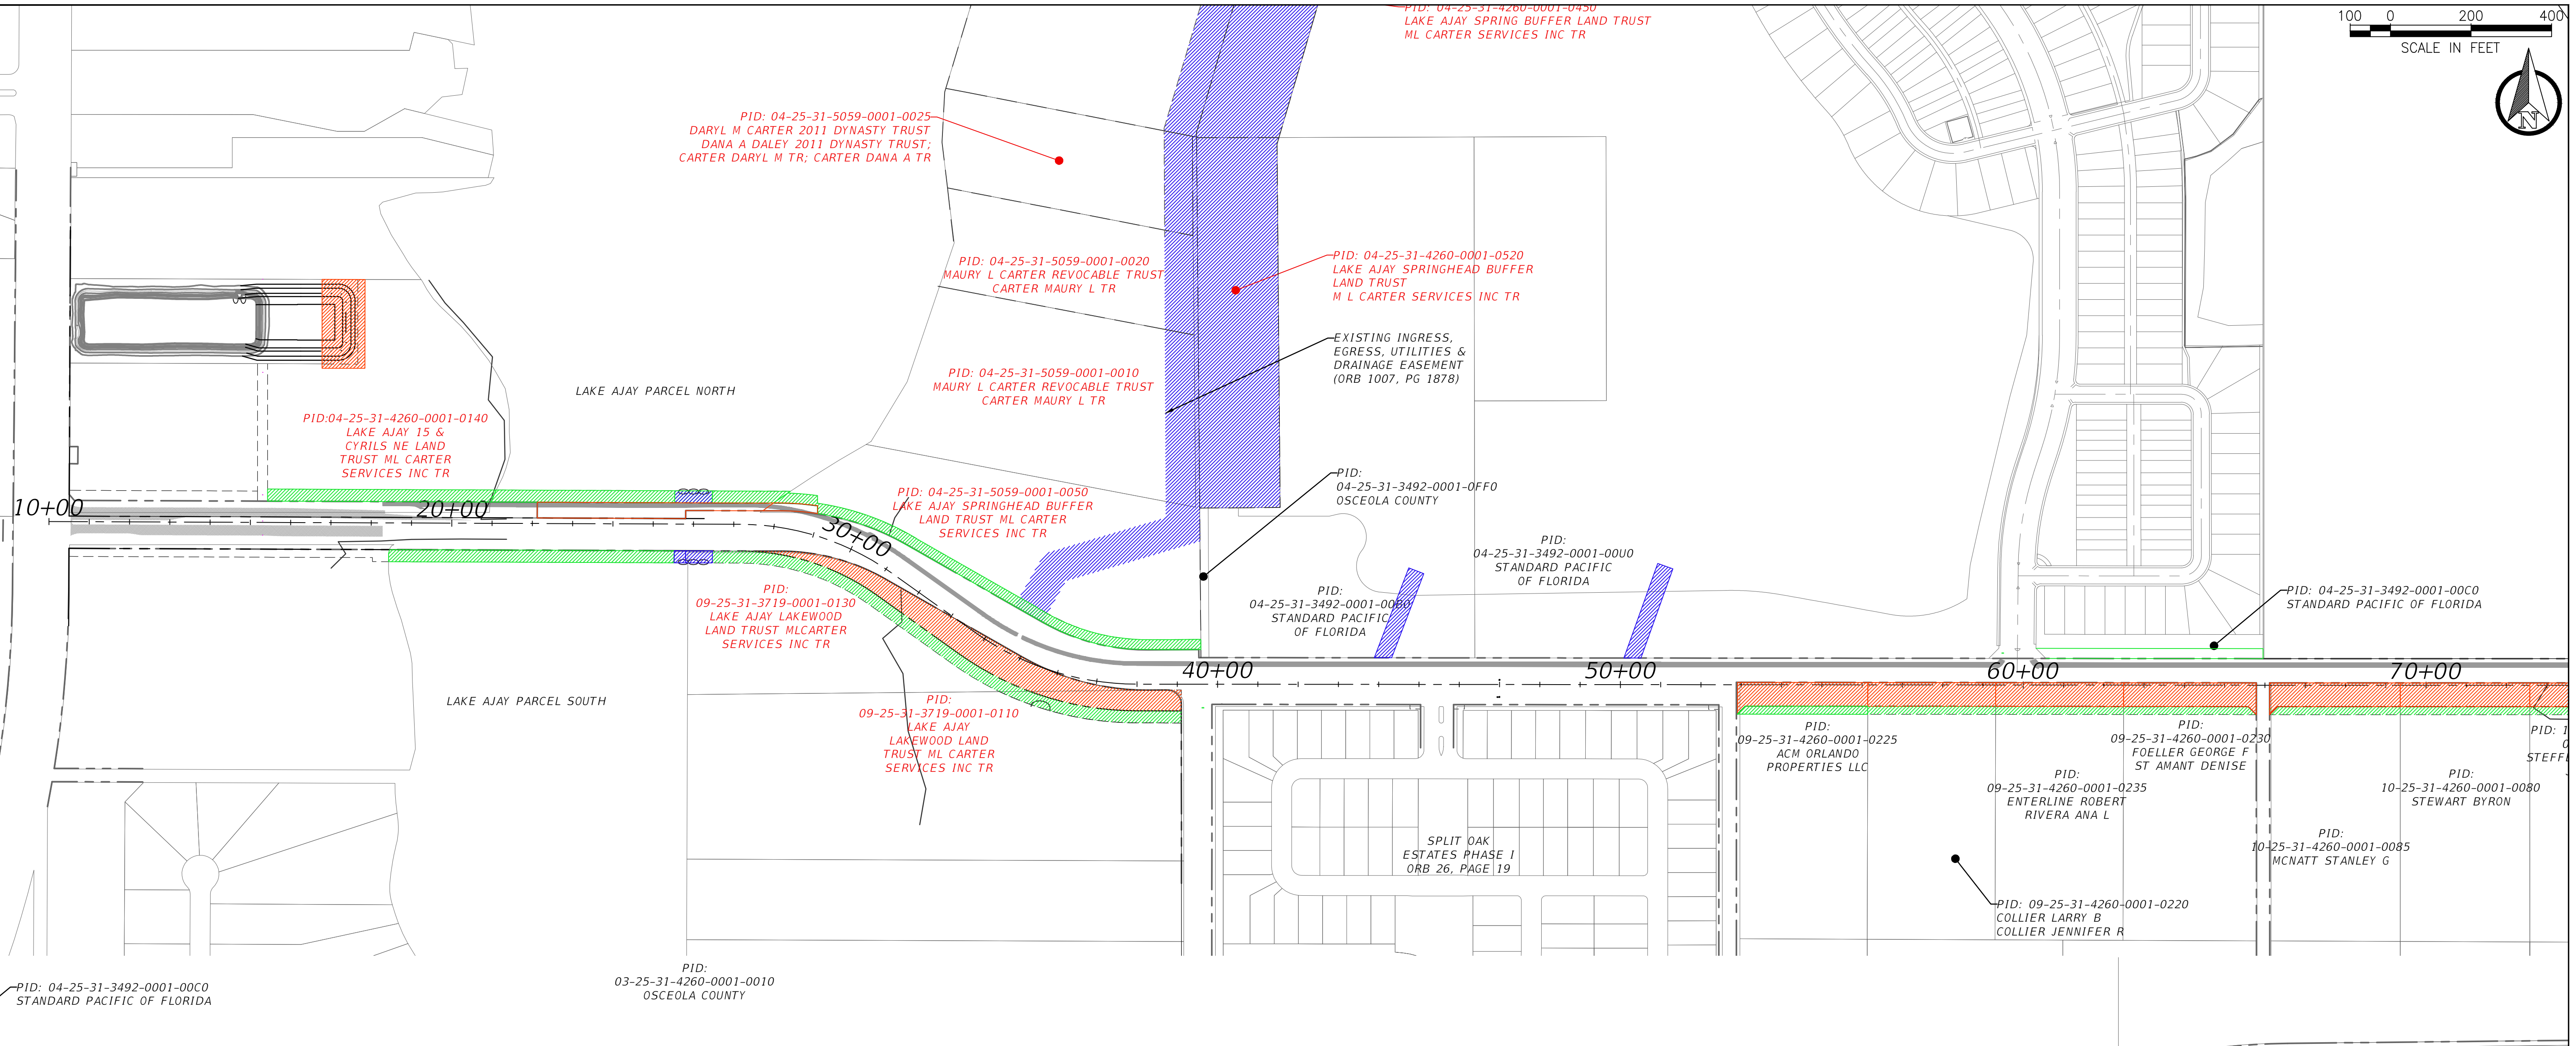 PID: 04-25-31-4260-0001-0450
LAKE AJAY SPRING BUFFER LAND TRUST
ML CARTER SERVICES INC TR
100 0 200 400
SCALE IN FEET
N
PID: 04-25-31-5059-0001-0025
DARYL M CARTER 2011 DYNASTY TRUST
DANA A DALEY 2011 DYNASTY TRUST;
CARTER DARYL M TR; CARTER DANA A TR
PID: 04-25-31-5059-0001-0020
MAURY L CARTER REVOCABLE TRUST
CARTER MAURY L TR
PID: 04-25-31-4260-0001-0520
LAKE AJAY SPRINGHEAD BUFFER
LAND TRUST
M L CARTER SERVICES INC TR
EXISTING INGRESS,
EGRESS, UTILITIES &
DRAINAGE EASEMENT
(ORB 1007, PG 1878)
PID: 04-25-31-5059-0001-0010
MAURY L CARTER REVOCABLE TRUST
CARTER MAURY L TR
LAKE AJAY PARCEL NORTH
PID:04-25-31-4260-0001-0140
LAKE AJAY 15 &
CYRILS NE LAND
TRUST ML CARTER
SERVICES INC TR
PID:
04-25-31-3492-0001-0FF0
OSCEOLA COUNTY
PID: 04-25-31-5059-0001-0050
LAKE AJAY SPRINGHEAD BUFFER
LAND TRUST ML CARTER
SERVICES INC TR
10+00
20+00
30+00
PID:
04-25-31-3492-0001-00U0
STANDARD PACIFIC
OF FLORIDA
PID:
04-25-31-3492-0001-00B0
STANDARD PACIFIC
OF FLORIDA
PID: 04-25-31-3492-0001-00C0
STANDARD PACIFIC OF FLORIDA
PID:
09-25-31-3719-0001-0130
LAKE AJAY LAKEWOOD
LAND TRUST MLCARTER
SERVICES INC TR
40+00
50+00
60+00
70+00
LAKE AJAY PARCEL SOUTH
PID:
09-25-31-3719-0001-0110
LAKE AJAY
LAKEWOOD LAND
TRUST ML CARTER
SERVICES INC TR
PID:
09-25-31-4260-0001-0225
ACM ORLANDO
PROPERTIES LLC
PID:
09-25-31-4260-0001-0230
FOELLER GEORGE F
ST AMANT DENISE
PID: 1
0
STEFF
PID:
09-25-31-4260-0001-0235
ENTERLINE ROBERT
RIVERA ANA L
PID:
10-25-31-4260-0001-0080
STEWART BYRON
PID:
10-25-31-4260-0001-0085
MCNATT STANLEY G
SPLIT OAK
ESTATES PHASE I
ORB 26, PAGE 19
PID: 09-25-31-4260-0001-0220
COLLIER LARRY B
COLLIER JENNIFER R
PID: 04-25-31-3492-0001-00C0
STANDARD PACIFIC OF FLORIDA
PID:
03-25-31-4260-0001-0010
OSCEOLA COUNTY